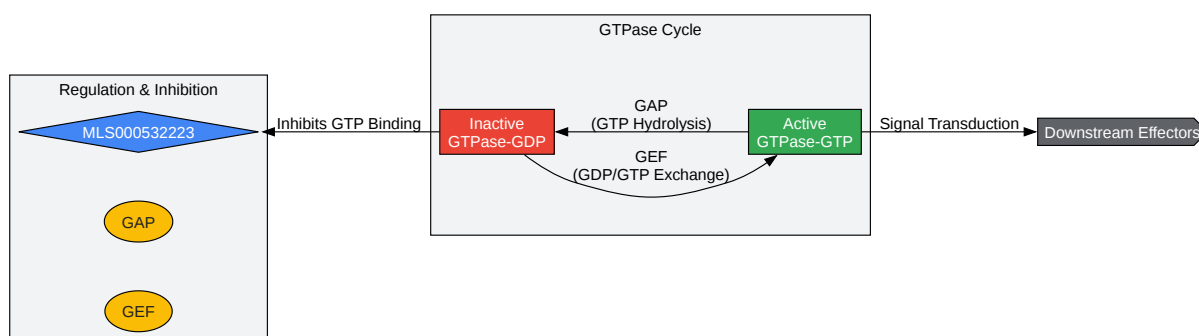 GTPase Cycle
Regulation & Inhibition
MLS000532223
Inhibits GTP Binding
Inactive
GTPase-GDP
GAP
(GTP Hydrolysis)
Active
GTPase-GTP
Signal Transduction
Downstream Effectors
GEF
(GDP/GTP Exchange)
GAP
GEF